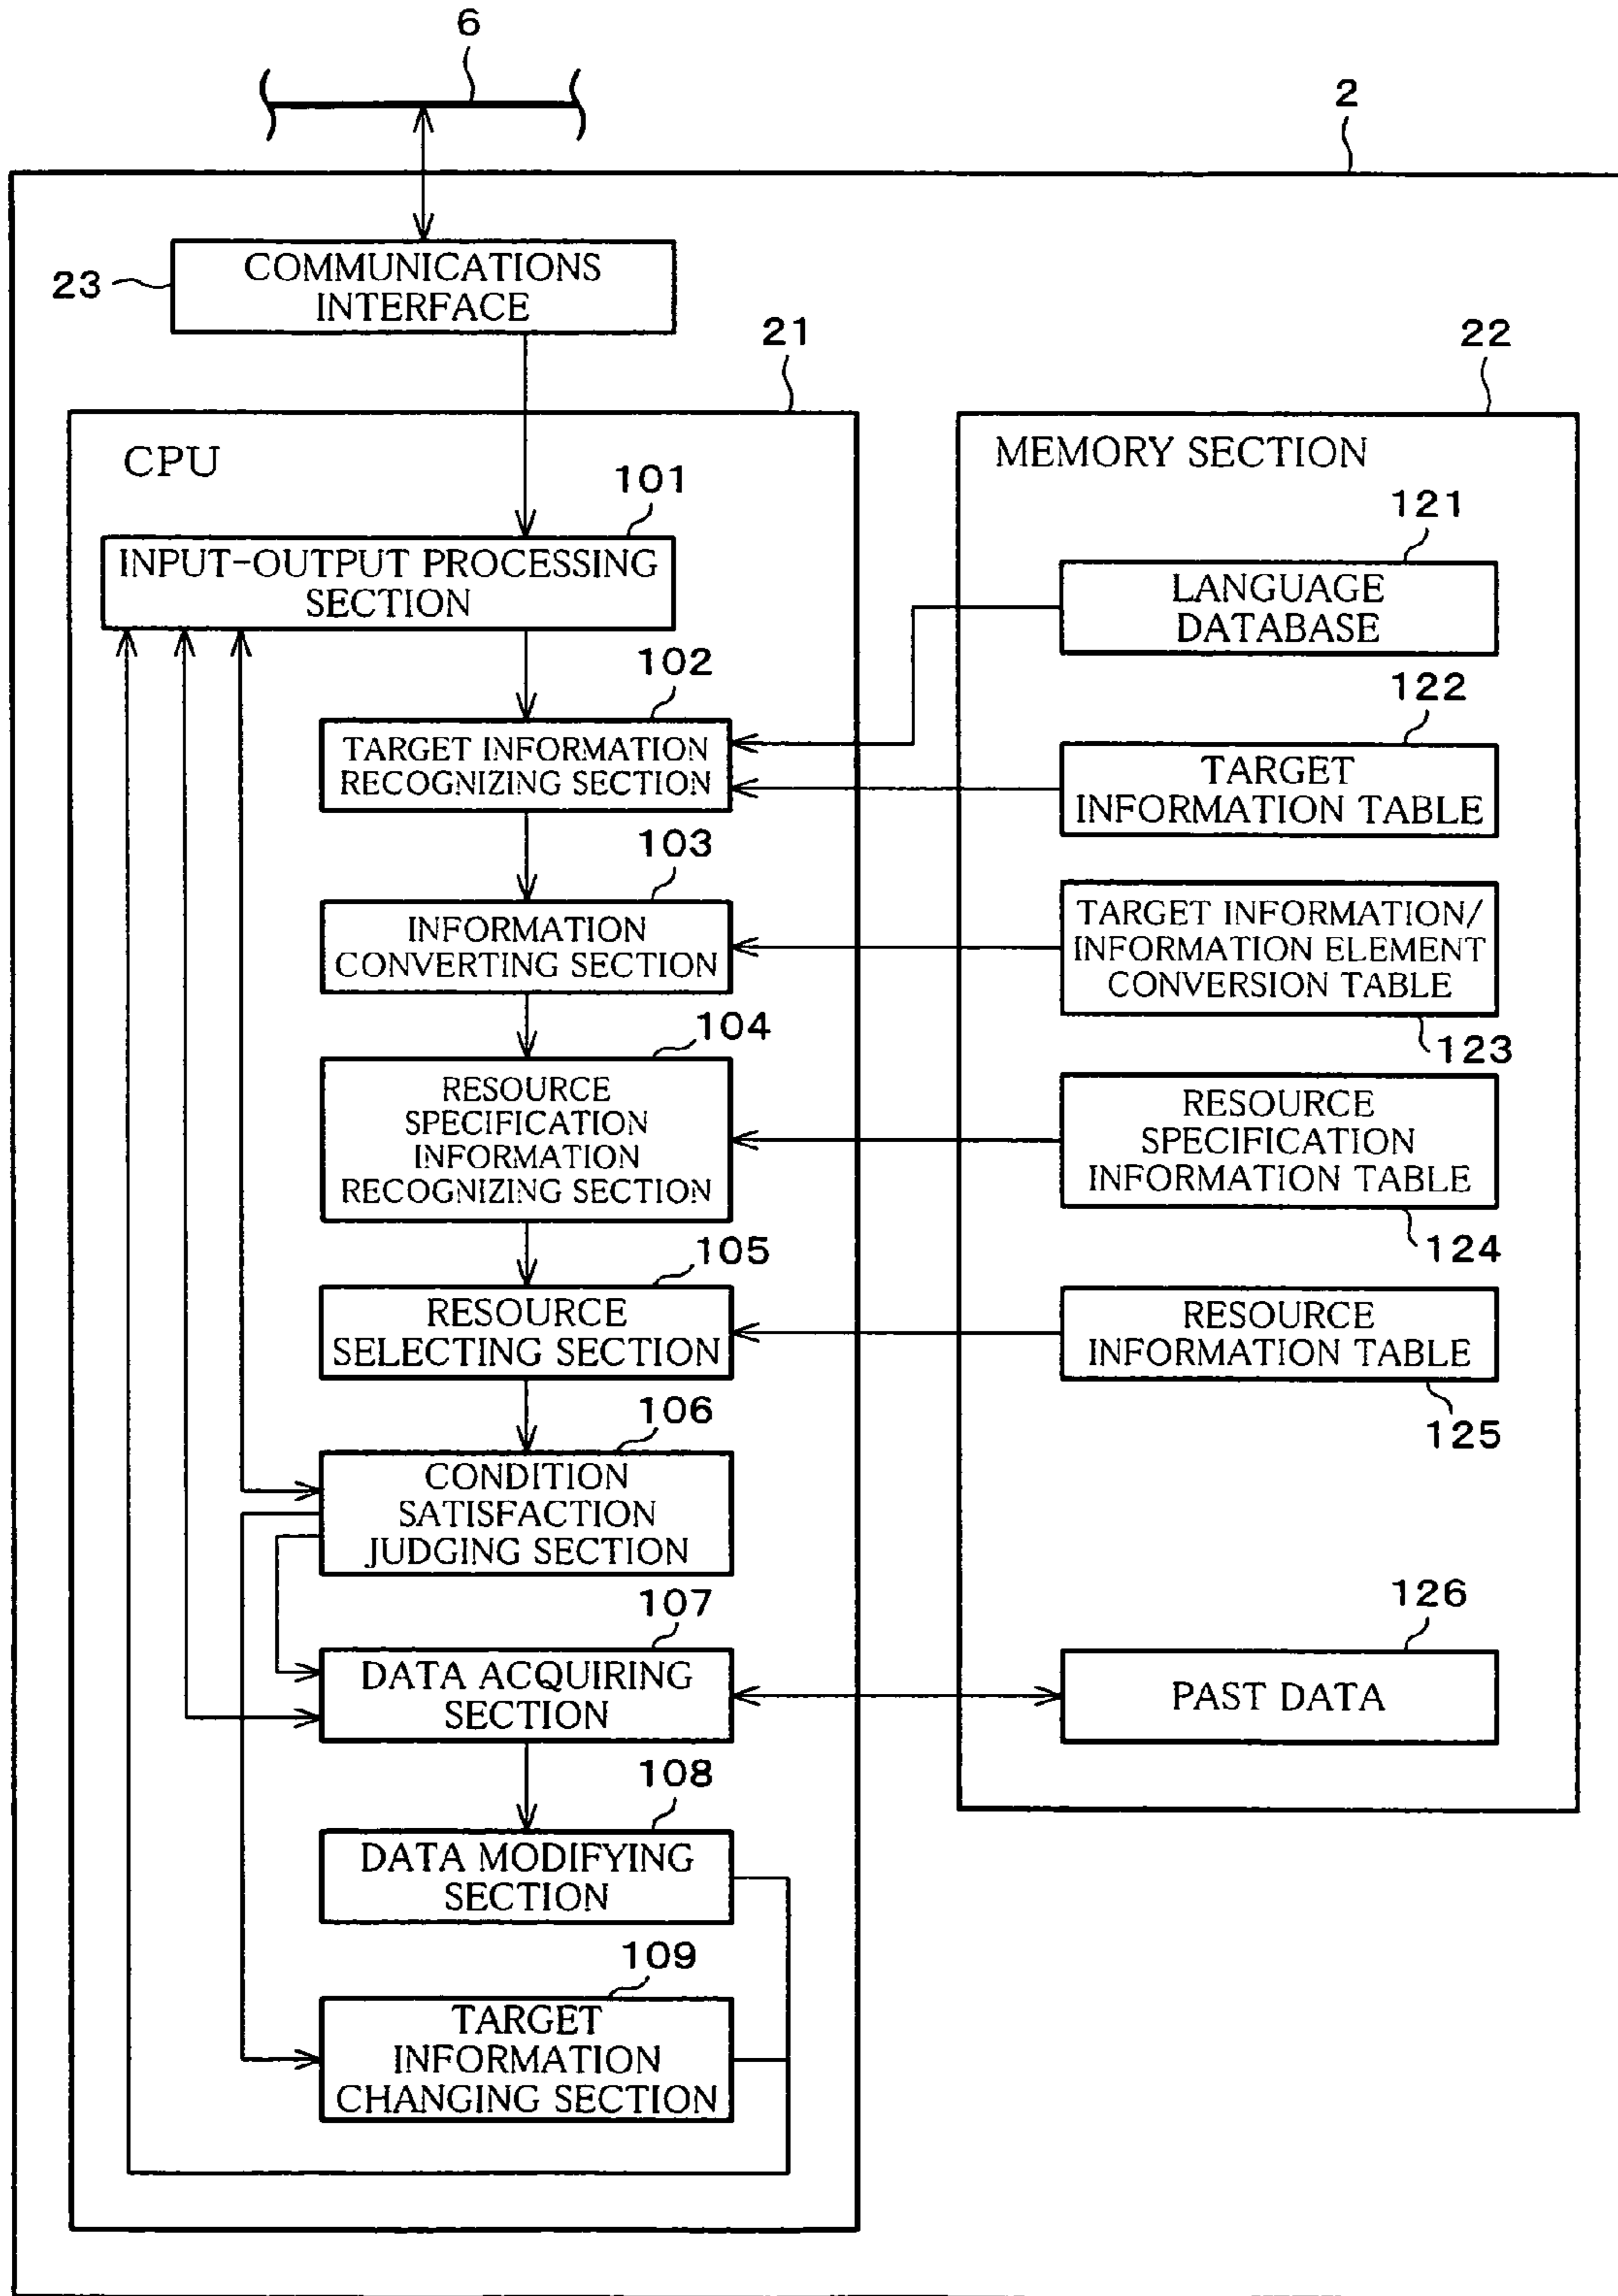 6
2
23
COMMUNICATIONS
INTERFACE
21
22
CPU
MEMORY SECTION
101
INPUT-OUTPUT PROCESSING
SECTION
121
LANGUAGE
DATABASE
102
TARGET INFORMATION
RECOGNIZING SECTION
122
TARGET
INFORMATION TABLE
103
INFORMATION
CONVERTING SECTION
TARGET INFORMATION/
INFORMATION ELEMENT
CONVERSION TABLE
123
104
RESOURCE
SPECIFICATION
INFORMATION
RECOGNIZING SECTION
RESOURCE
SPECIFICATION
INFORMATION TABLE
124
105
RESOURCE
SELECTING SECTION
RESOURCE
INFORMATION TABLE
125
106
CONDITION
SATISFACTION
JUDGING SECTION
107
DATA ACQUIRING
SECTION
126
PAST DATA
108
DATA MODIFYING
SECTION
109
TARGET
INFORMATION
CHANGING SECTION